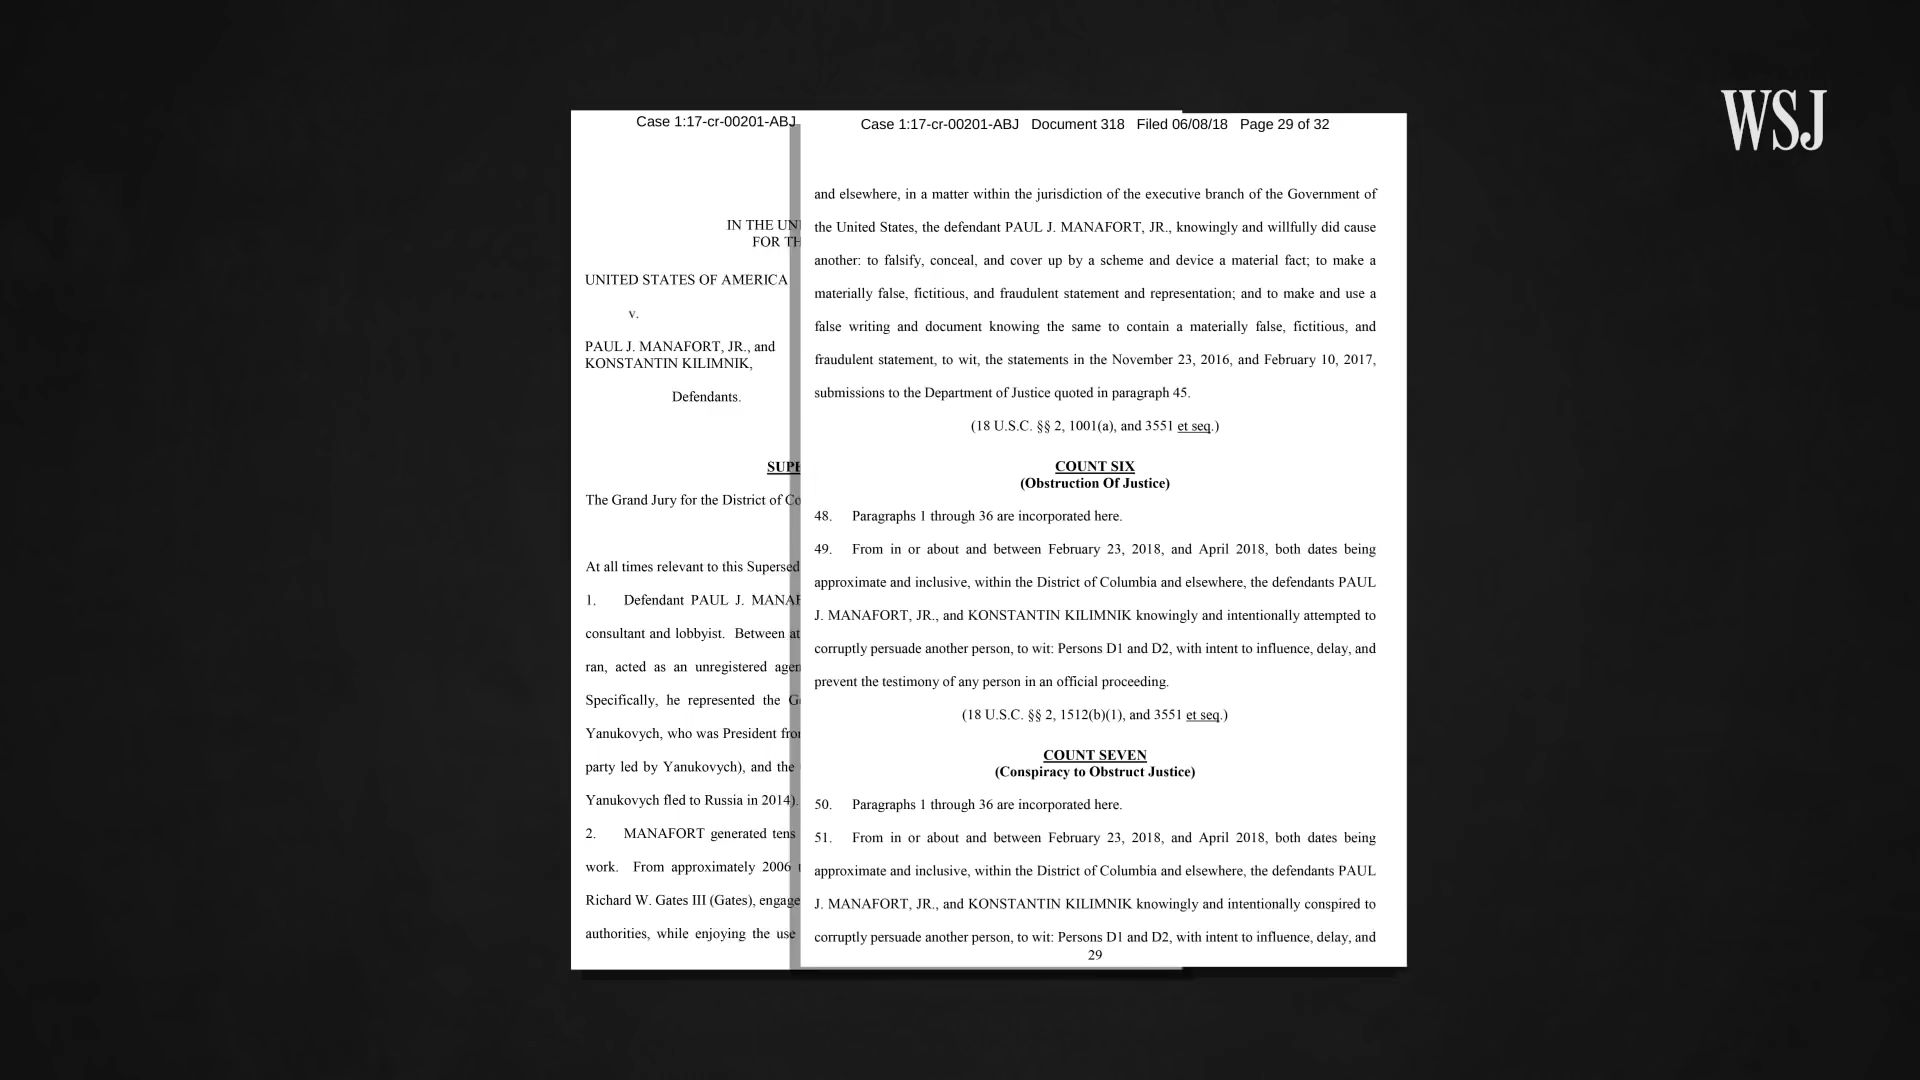 Case 1:17-cr-00201-ABJ
IN THE
FOR
UNITED STATES OF AMERICA
v.
PAUL J. MANAFORT, JR., and
KONSTANTIN KILIMNIK,
Defendants.
The Grand Jury for the District of
At all times relevant to this
1. Defendant PAUL J.
consultant and lobbyist. Between
ran, acted as an unregistered
Specifically, he represented the
Yanukovych, who was President
party led by Yanukovych), and the
Yanukovych fled to Russia in 2014).
2. MANAFORT generated tens
work. From approximately 2006
Richard W. Gates III (Gates),
authorities, while enjoying the use
Case 1:17-cr-00201-ABJ Document 318 Filed 06/08/18 Page 29 of 32
and elsewhere, in a matter within the jurisdiction of the executive branch of the Government of
the United States, the defendant PAUL J. MANAFORT, JR., knowingly and willfully did cause
another: to falsify, conceal, and cover up by a scheme and device a material fact; to make a
materially false, fictitious, and fraudulent statement and representation; and to make and use a
false writing and document knowing the same to contain a materially false, fictitious, and
fraudulent statement, to wit, the statements in the November 23, 2016, and February 10, 2017,
submissions to the Department of Justice quoted in paragraph 45.
(18 U.S.C. §§ 2, 1001(a), and 3551 et seq.)
COUNT SIX
(Obstruction Of Justice)
48. Paragraphs 1 through 36 are incorporated here.
49. From in or about and between February 23, 2018, and April 2018, both dates being
approximate and inclusive, within the District of Columbia and elsewhere, the defendants PAUL
J. MANAFORT, JR., and KONSTANTIN KILIMNIK knowingly and intentionally attempted to
corruptly persuade another person, to wit: Persons D1 and D2, with intent to influence, delay, and
prevent the testimony of any person in an official proceeding.
(18 U.S.C. §§ 2, 1512(b)(1), and 3551 et seq.)
COUNT SEVEN
(Conspiracy to Obstruct Justice)
50. Paragraphs 1 through 36 are incorporated here.
51. From in or about and between February 23, 2018, and April 2018, both dates being
approximate and inclusive, within the District of Columbia and elsewhere, the defendants PAUL
J. MANAFORT, JR., and KONSTANTIN KILIMNIK knowingly and intentionally conspired to
corruptly persuade another person, to wit: Persons D1 and D2, with intent to influence, delay, and
29
WSJ